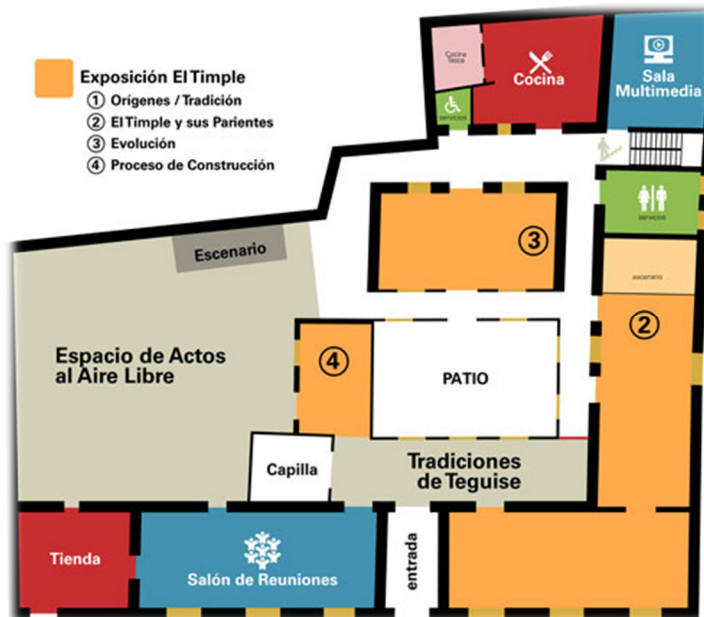 Exposición El Timple
① Orígenes / Tradición
② El Timple y sus Parientes
③ Evolución
④ Proceso de Construcción
Cocina
tasca
Cocina
servicios
Sala
Multimedia
servicios
Escenario
③
escenario
②
Espacio de Actos
al Aire Libre
④
PATIO
Capilla
Tradiciones
de Teguise
Tienda
Salón de Reuniones
entrada